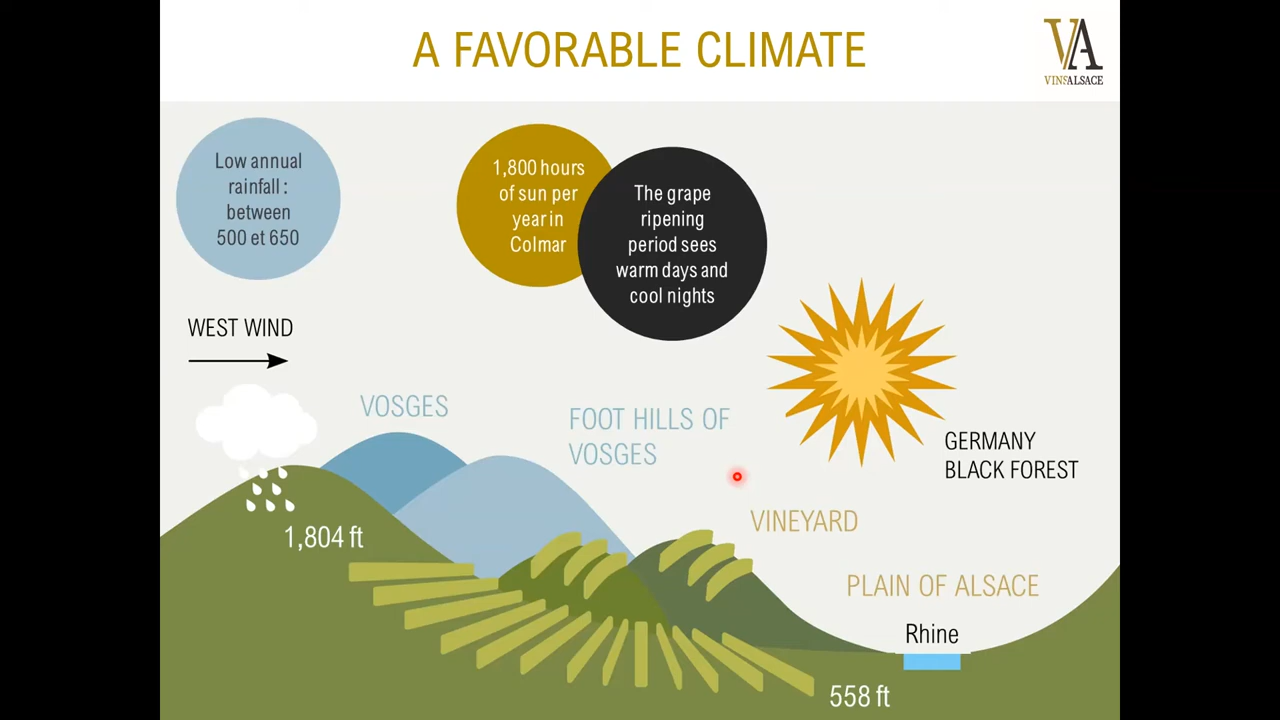 A FAVORABLE CLIMATE
VA
VINSALSACE
Low annual
rainfall :
between
500 et 650
1,800 hours
of sun per
year in
Colmar
The grape
ripening
period sees
warm days and
cool nights
WEST WIND
VOSGES
FOOT HILLS OF
VOSGES
GERMANY
BLACK FOREST
1,804 ft
VINEYARD
PLAIN OF ALSACE
Rhine
558 ft